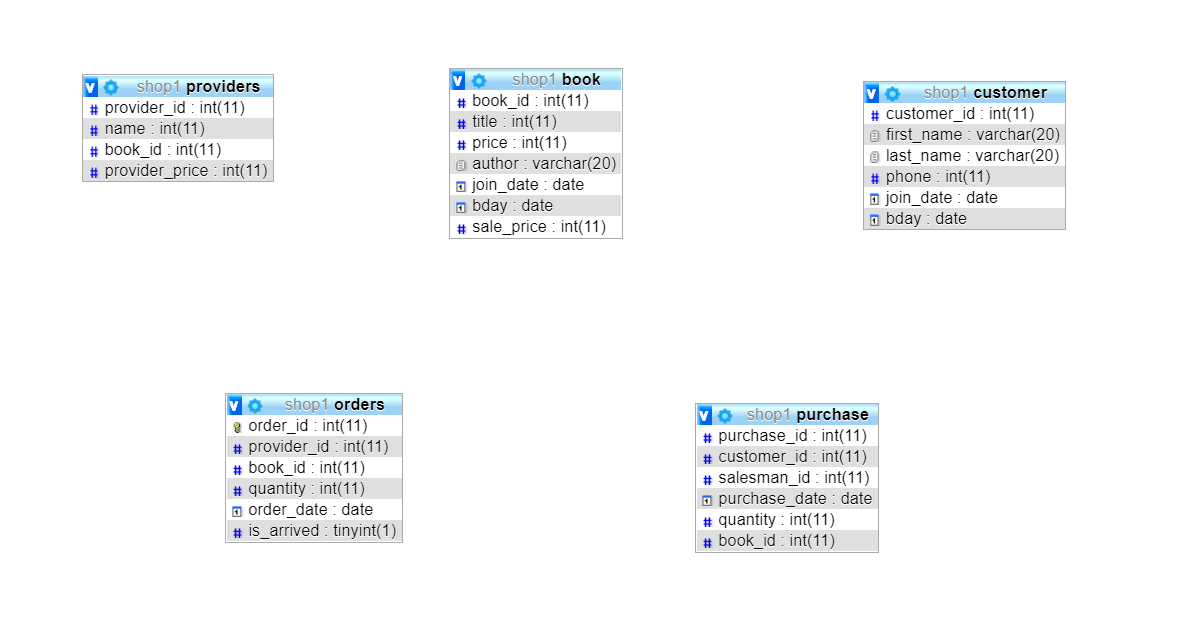 shop1 providers
provider_id : int(11)
name : int(11)
book_id : int(11)
provider_price : int(11)
shop1 book
book_id : int(11)
title : int(11)
price : int(11)
author : varchar(20)
join_date : date
bday : date
sale_price : int(11)
shop1 customer
customer_id : int(11)
first_name : varchar(20)
last_name : varchar(20)
phone : int(11)
join_date : date
bday : date
shop1 orders
order_id : int(11)
provider_id : int(11)
book_id : int(11)
quantity : int(11)
order_date : date
is_arrived : tinyint(1)
shop1 purchase
purchase_id : int(11)
customer_id : int(11)
salesman_id : int(11)
purchase_date : date
quantity : int(11)
book_id : int(11)